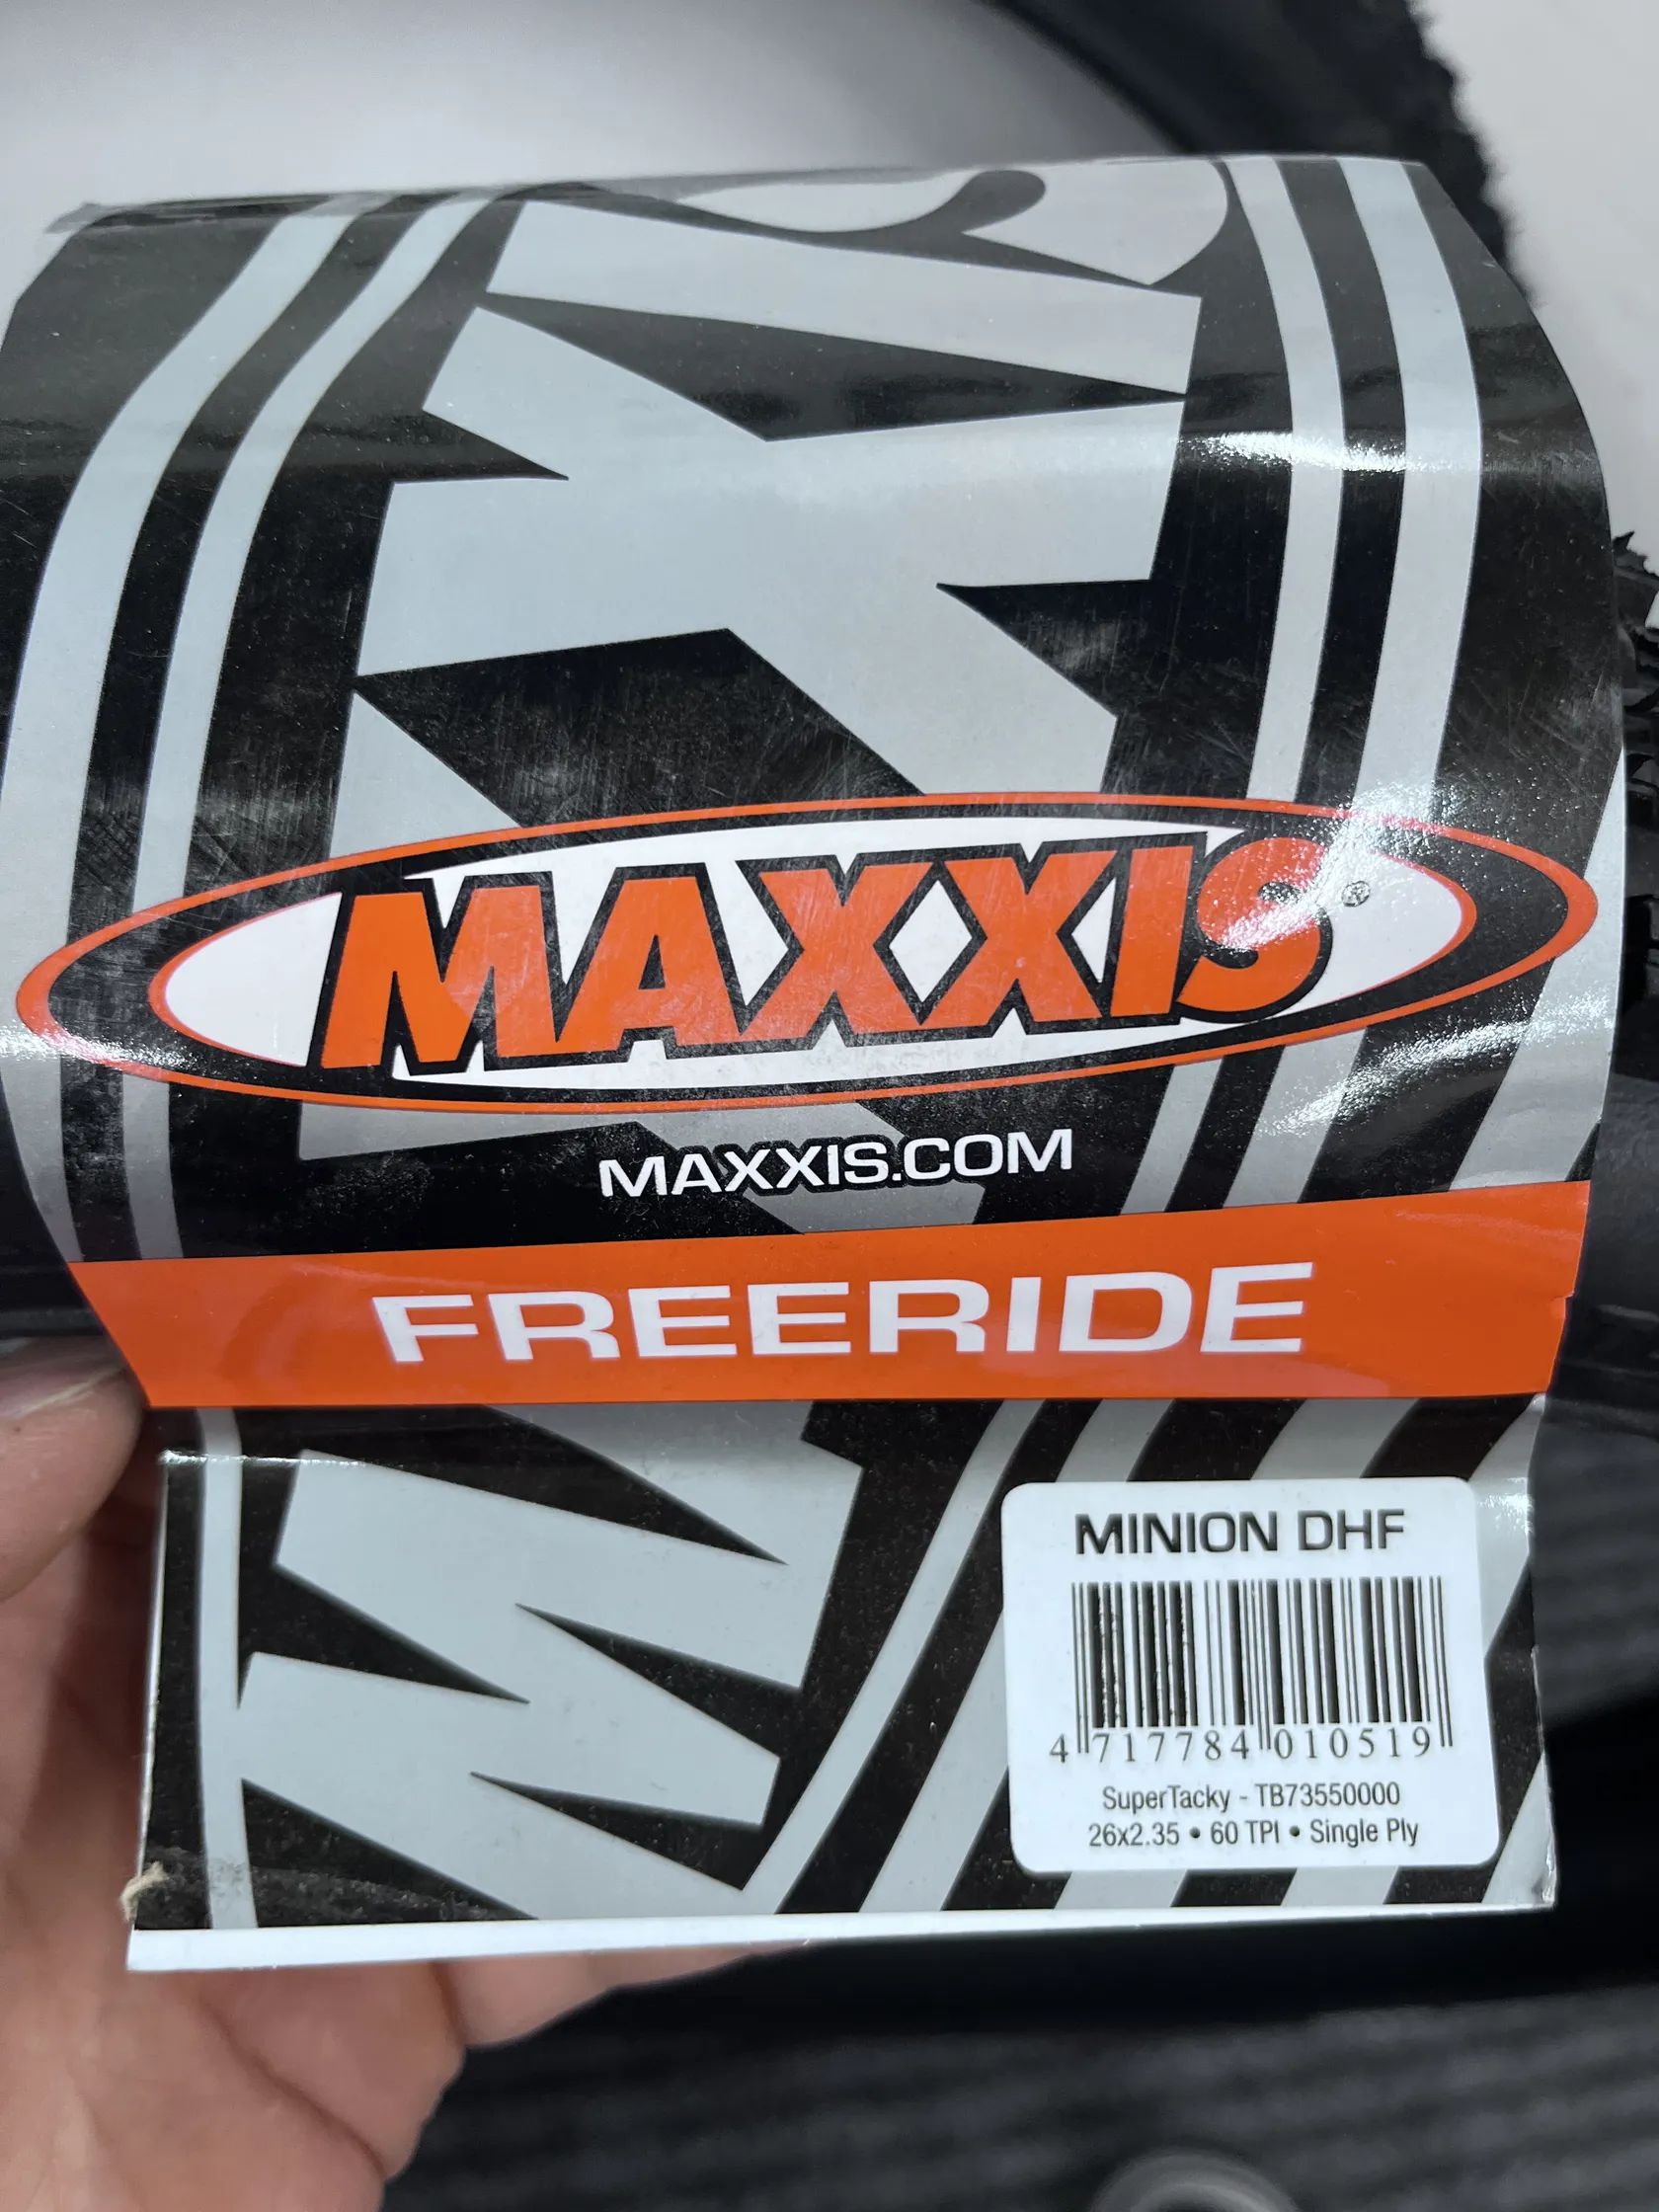 MAXXIS®
MAXXIS.COM
FREERIDE
MINION DHF
4 717784 010519
SuperTacky - TB73550000
26x2.35 • 60 TPI • Single Ply